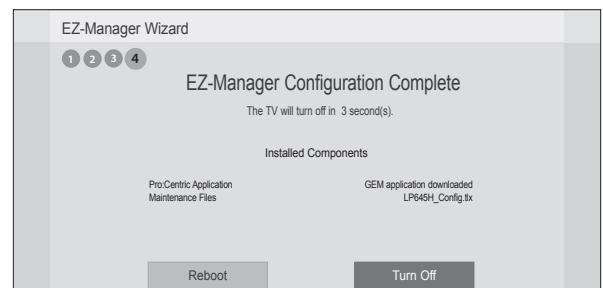 EZ-Manager Wizard
1 2 3 4
EZ-Manager Configuration Complete
The TV will turn off in 3 second(s).
Installed Components
Pro:Centric Application GEM application downloaded
Maintenance Files LP645H_Config.tlx
Reboot Turn Off